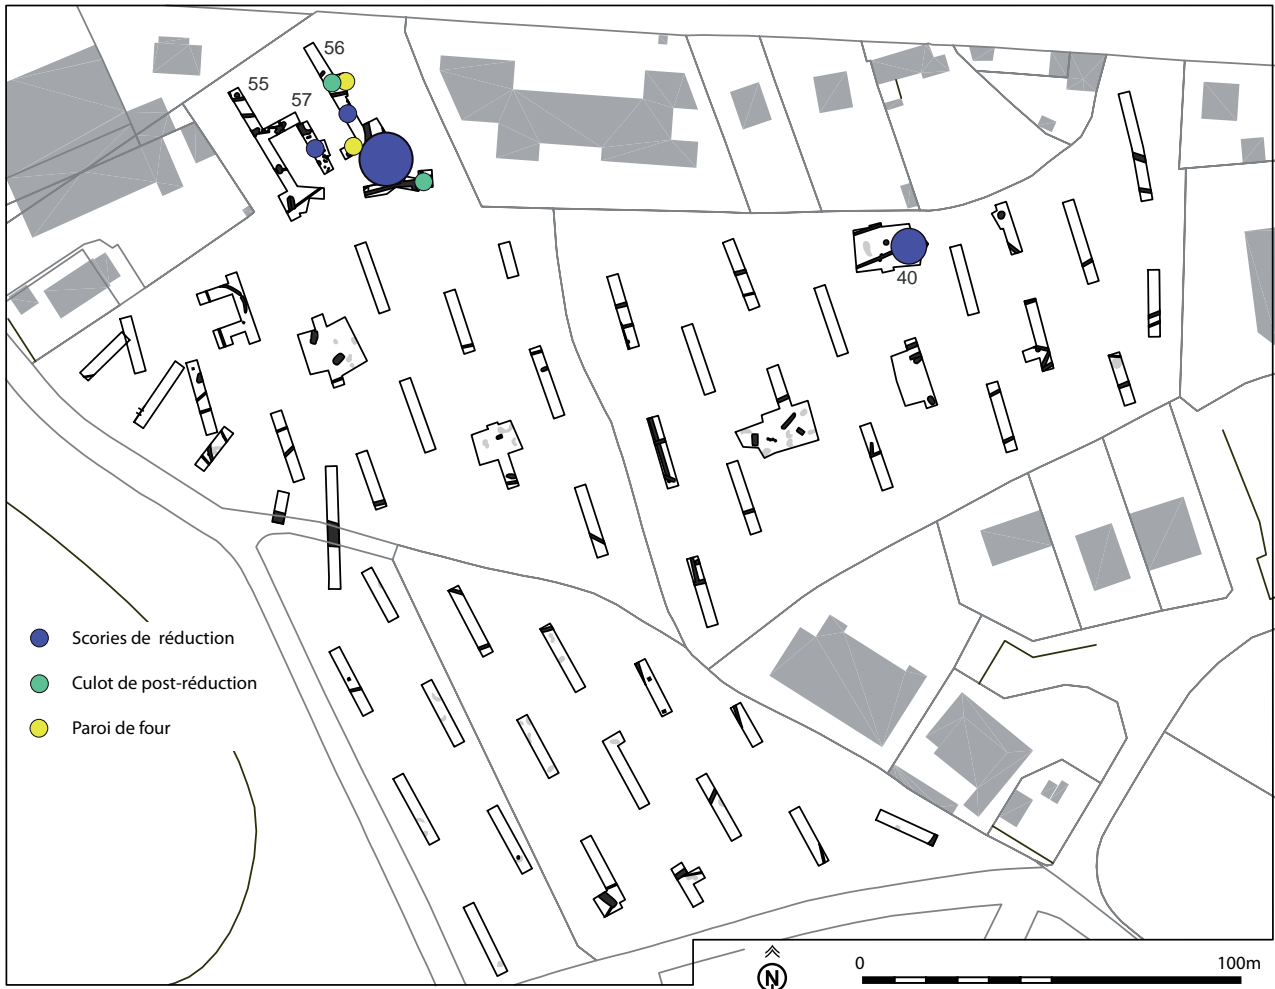 56
55
57
40
Scories de réduction
Culot de post-réduction
Paroi de four
N
0
100m